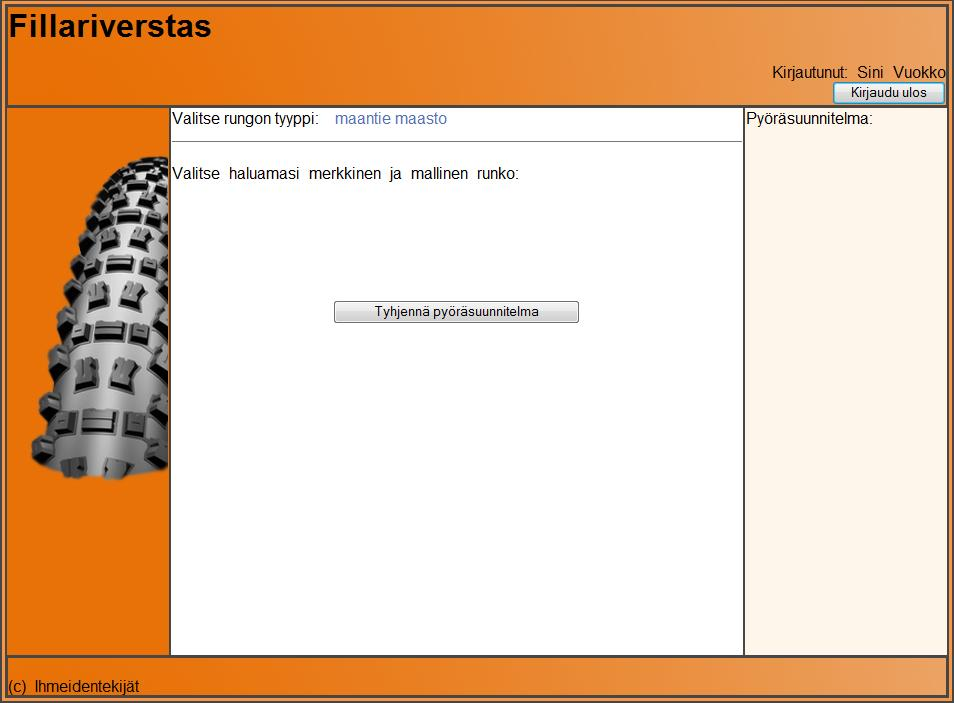 Fillariverstas
Kirjautunut: Sini Vuokko
Kirjaudu ulos
Valitse rungon tyyppi: maantie maasto
Valitse haluamasi merkkinen ja mallinen runko:
Tyhjennä pyöräsuunnitelma
Pyöräsuunnitelma:
(c) Ihmeidentekijät